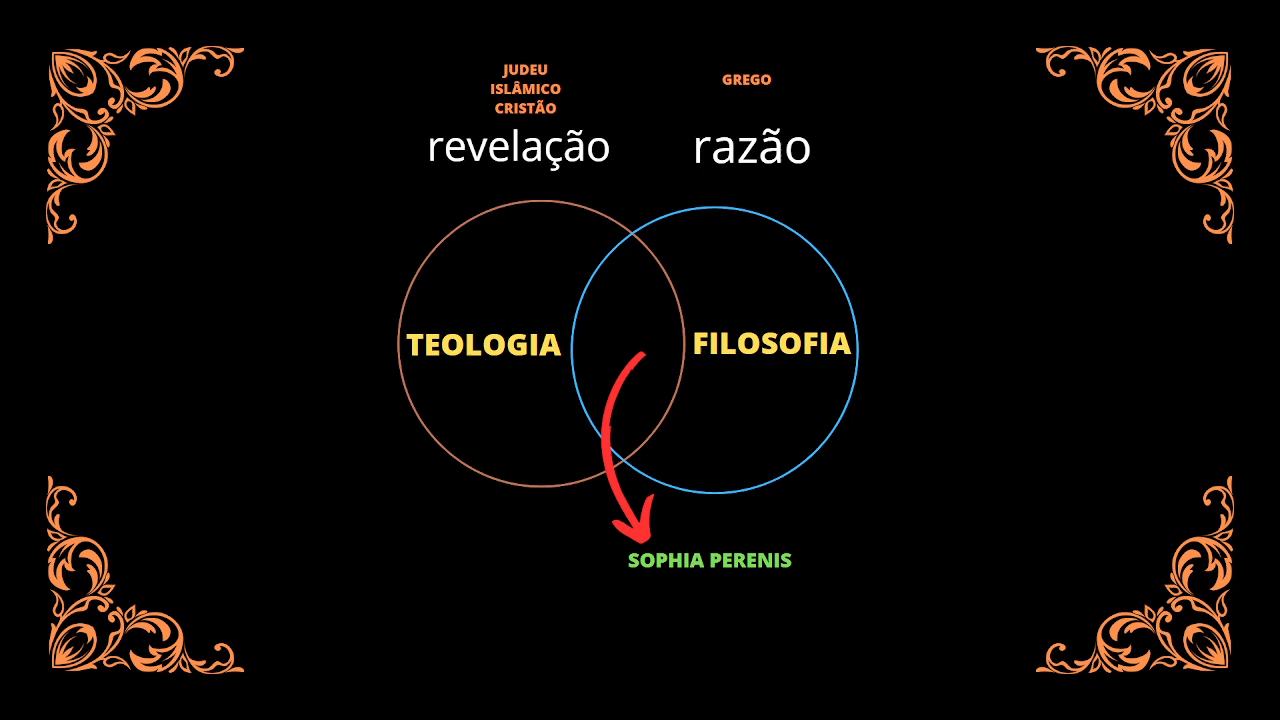 JUDEU
ISLÂMICO
CRISTÃO
GREGO
revelação
razão
TEOLOGIA
FILOSOFIA
SOPHIA PERENIS